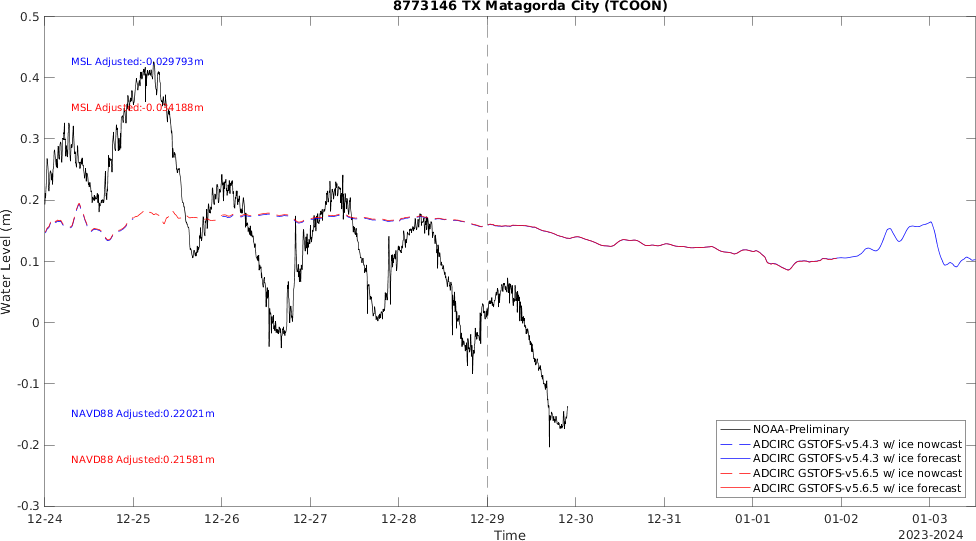 8773146 TX Matagorda City (TCOON)
0.5
0.4
0.3
0.2
0.1
0
-0.1
-0.2
-0.3
Water Level (m)
MSL Adjusted:-0.029793m
MSL Adjusted:-0.034188m
NAVD88 Adjusted:0.22021m
NAVD88 Adjusted:0.21581m
NOAA-Preliminary
ADCIRC GSTOFS-v5.4.3 w/ ice nowcast
ADCIRC GSTOFS-v5.4.3 w/ ice forecast
ADCIRC GSTOFS-v5.6.5 w/ ice nowcast
ADCIRC GSTOFS-v5.6.5 w/ ice forecast
12-24 12-25 12-26 12-27 12-28 12-29 12-30 12-31 01-01 01-02 01-03
Time
2023-2024